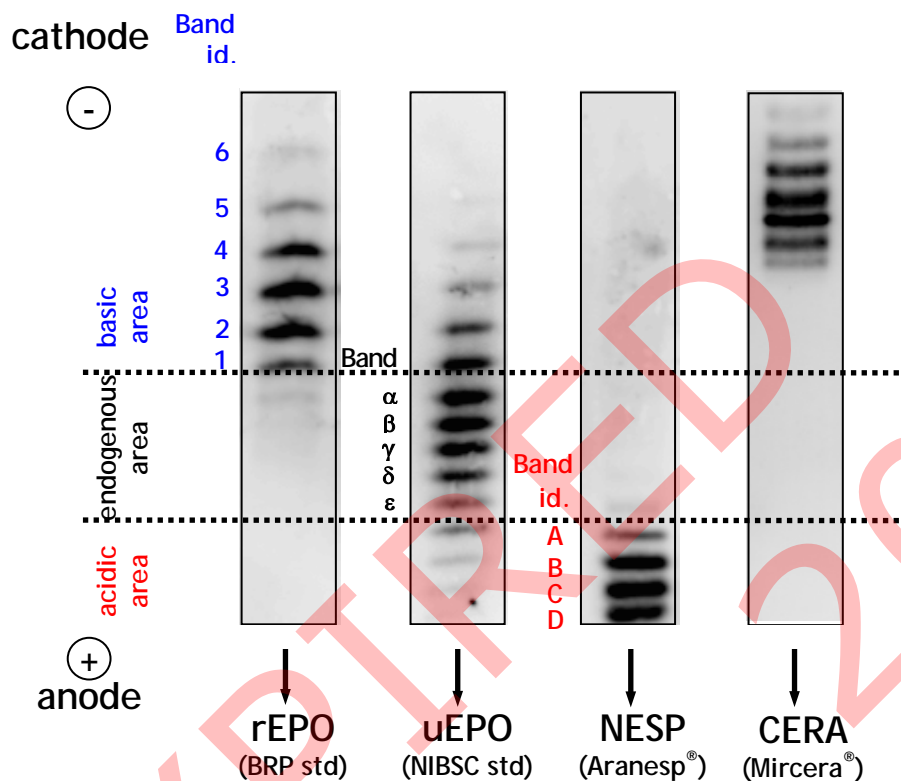 cathode
Band
id.
-
6
5
4
3
2
1
basic
area
Band
α
β
γ
δ
ε
endogenous
area
Band
id.
A
B
C
D
acidic
area
+
anode
rEPO
(BRP std)
uEPO
(NIBSC std)
NESP
(Aranesp®)
CERA
(Mircera®)